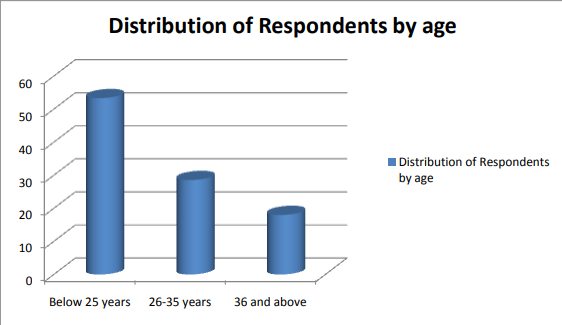 Distribution of Respondents by age
60
50
40
30
20
10
0
Below 25 years 26-35 years 36 and above
Distribution of Respondents
by age